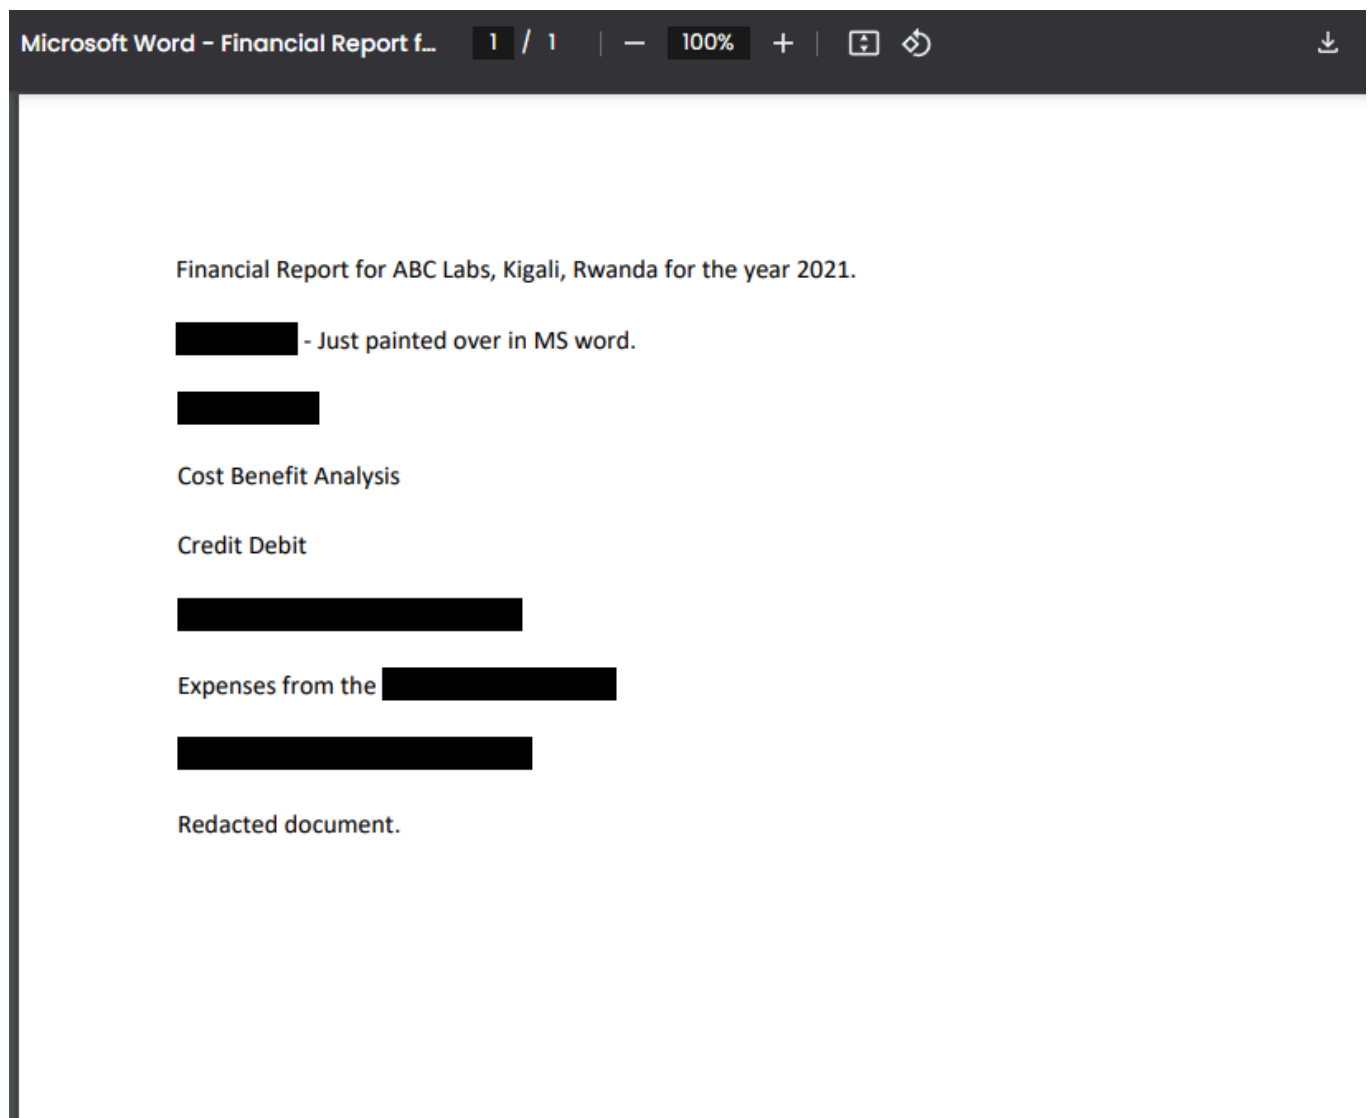 Microsoft Word - Financial Report f... 1 / 1 100%
Financial Report for ABC Labs, Kigali, Rwanda for the year 2021.
- Just painted over in MS word.
Cost Benefit Analysis
Credit Debit
Expenses from the
Redacted document.